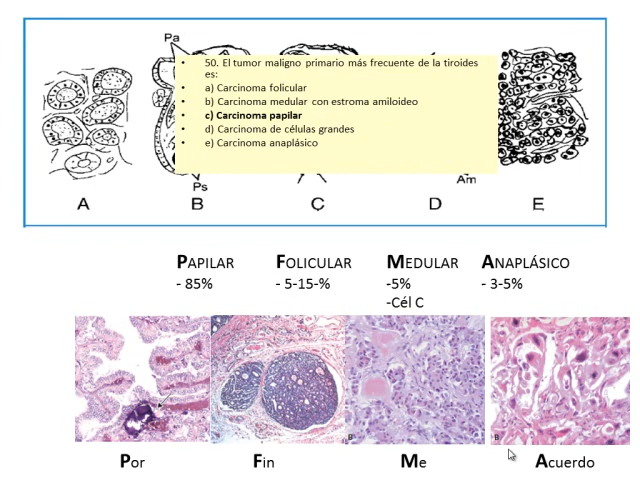 Pa
• 50. El tumor maligno primario más frecuente de la tiroides
es:
• a) Carcinoma folicular
• b) Carcinoma medular con estroma amiloideo
• c) Carcinoma papilar
• d) Carcinoma de células grandes
• e) Carcinoma anaplásico
Ps
Am
A B C D E
PAPILAR FOLICULAR MEDULAR ANAPLÁSICO
- 85% - 5-15-% -5% - 3-5%
-Cél C
B B
Por Fin Me Acuerdo